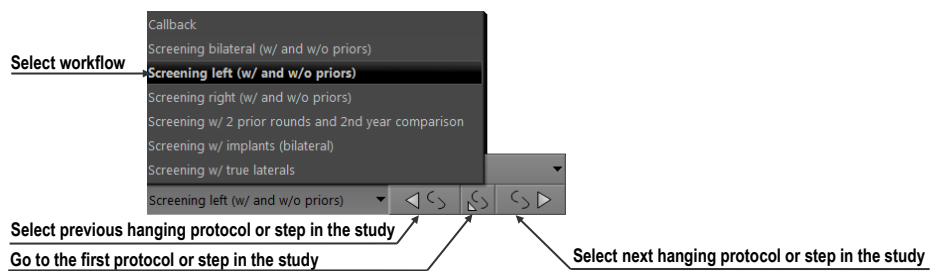 Callback
Screening bilateral (w/ and w/o priors)
Select workflow
Screening left (w/ and w/o priors)
Screening right (w/ and w/o priors)
Screening w/ 2 prior rounds and 2nd year comparison
Screening w/ implants (bilateral)
Screening w/ true laterals
Screening left (w/ and w/o priors)
Select previous hanging protocol or step in the study
Go to the first protocol or step in the study
Select next hanging protocol or step in the study